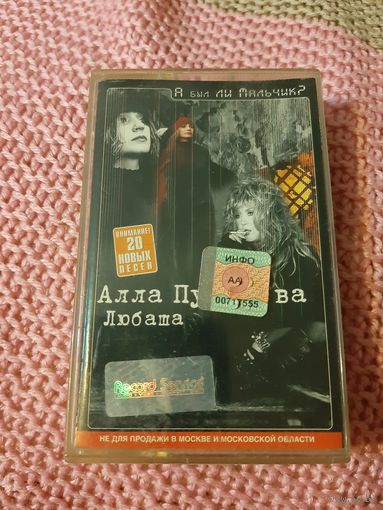 А был ли мальчик?
ВНИМАНИЕ!
20
НОВЫХ
ПЕСЕН
ИНФО
АА
Алла Пу ва
Любаша
Record Service
НЕ ДЛЯ ПРОДАЖИ В МОСКВЕ И МОСКОВСКОЙ ОБЛАСТИ